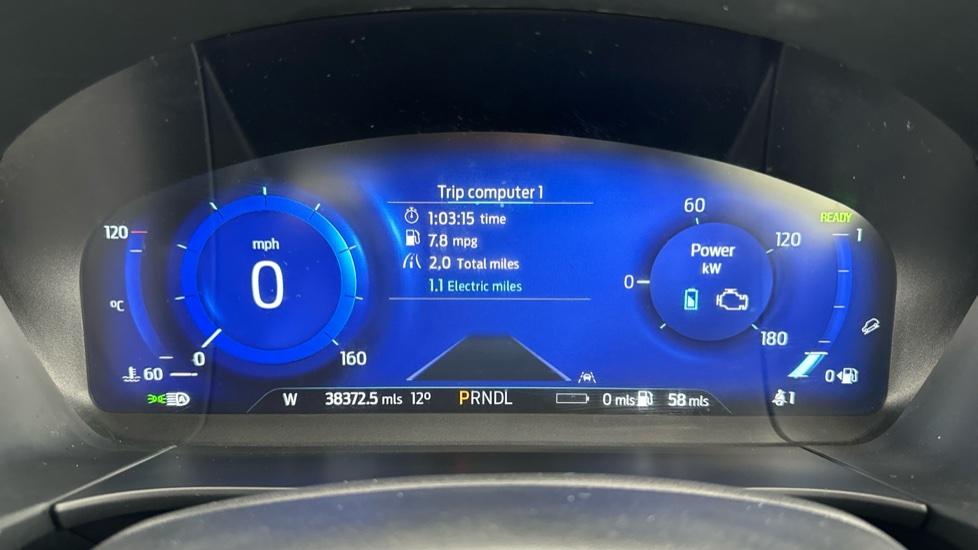 Trip computer 1
1:03:15 time
7.8 mpg
2,0 Total miles
1.1 Electric miles
120
°C
60
mph
0
0
160
60
120
0
180
Power
kW
READY
1
0
A
W 38372.5 mls 12° PRNDL 0 mls 58 mls
1